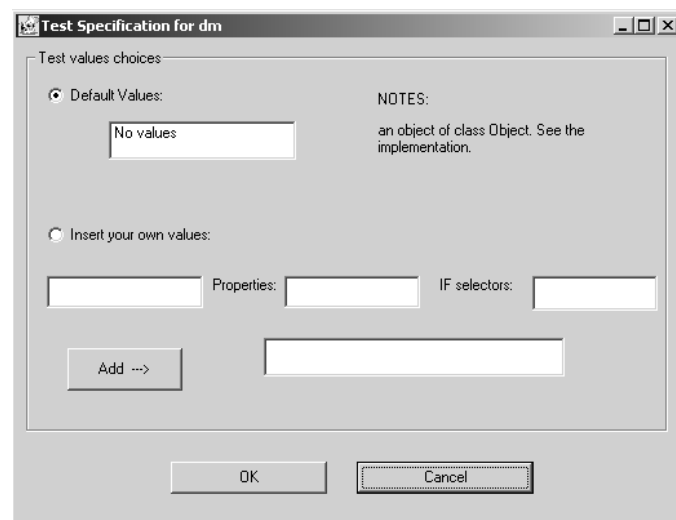 Test Specification for dm
Test values choices
Default Values:
NOTES:
No values
an object of class Object. See the
implementation.
Insert your own values:
Properties:
IF selectors:
Add --->
OK
Cancel